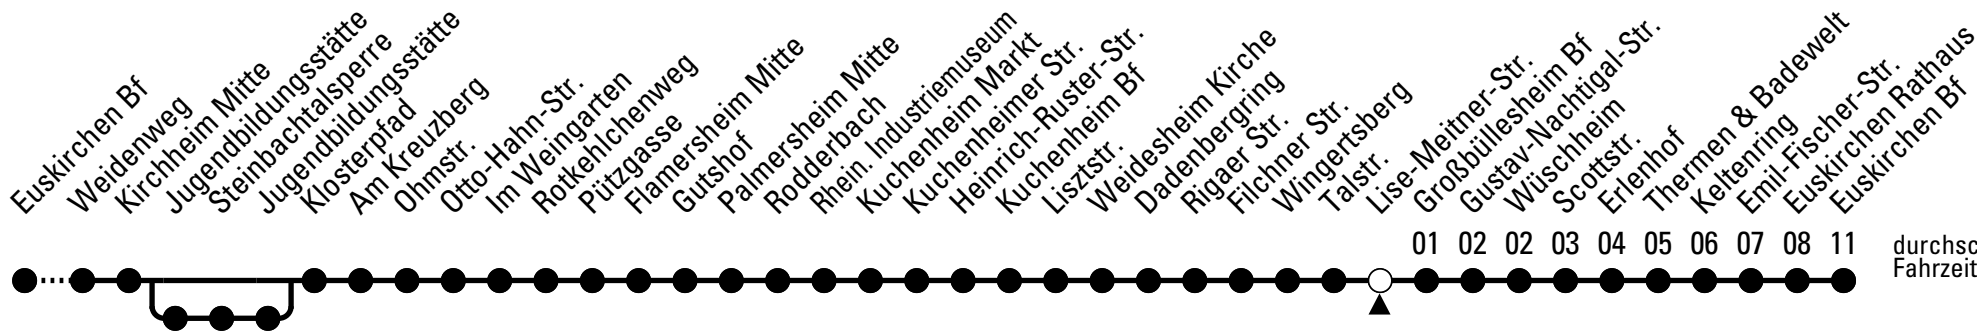 Euskirchen Bf
Weidenweg
Kirchheim Mitte
Jugendbildungsstätte
Steinbachtalsperre
Jugendbildungsstätte
Klosterpfad
Am Kreuzberg
Ohmstr.
Otto-Hahn-Str.
Im Weingarten
Rotkehlchenweg
Pützgasse
Flamersheim Mitte
Gutshof
Palmersheim Mitte
Rodderbach
Rhein. Industriemuseum
Kuchenheim Markt
Kuchenheimer Str.
Heinrich-Ruster-Str.
Kuchenheim Bf
Lisztstr.
Weidesheim Kirche
Dadenbergring
Rigaer Str.
Filchner Str.
Wingertsberg
Talstr.
Lise-Meitner-Str.
Großbüllesheim Bf
Gustav-Nachtigal-Str.
Wüschheim
Scottstr.
Erlenhof
Thermen & Badewelt
Keltenring
Emil-Fischer-Str.
Euskirchen Rathaus
Euskirchen Bf
01 02 02 03 04 05 06 07 08 11
Fahrzeit